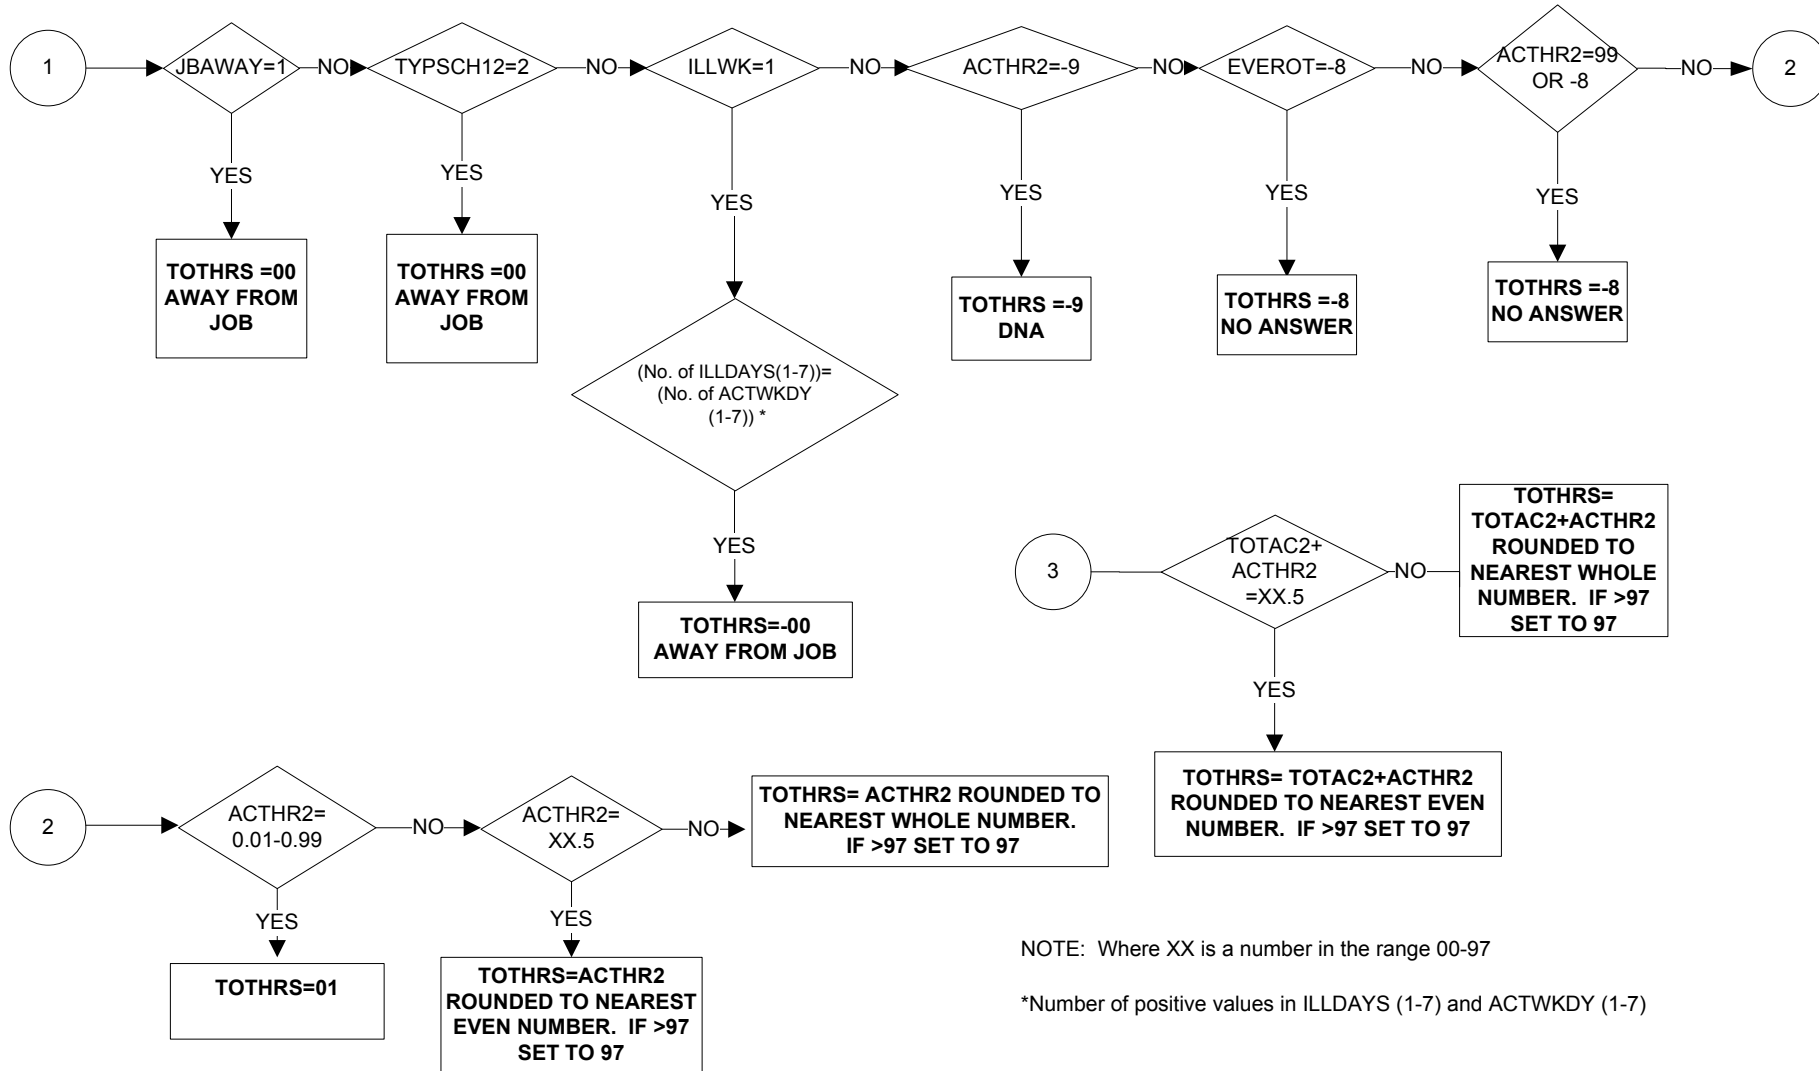 1
JBAWAY=1
NO
TYPSCH12=2
NO
ILLWK=1
NO
ACTHR2=-9
NO
EVEROT=-8
NO
ACTHR2=99
OR -8
NO
2
YES
YES
YES
YES
YES
YES
TOTHRS =00
AWAY FROM
JOB
TOTHRS =00
AWAY FROM
JOB
TOTHRS =-9
DNA
TOTHRS =-8
NO ANSWER
TOTHRS =-8
NO ANSWER
(No. of ILLDAYS(1-7))=
(No. of ACTWKDY
(1-7)) *
YES
TOTHRS=-00
AWAY FROM JOB
3
TOTAC2+
ACTHR2
=XX.5
NO
TOTHRS=
TOTAC2+ACTHR2
ROUNDED TO
NEAREST WHOLE
NUMBER. IF >97
SET TO 97
YES
TOTHRS= TOTAC2+ACTHR2
ROUNDED TO NEAREST EVEN
NUMBER. IF >97 SET TO 97
2
ACTHR2=
0.01-0.99
NO
ACTHR2=
XX.5
NO
TOTHRS= ACTHR2 ROUNDED TO
NEAREST WHOLE NUMBER.
IF >97 SET TO 97
YES
YES
TOTHRS=01
TOTHRS=ACTHR2
ROUNDED TO NEAREST
EVEN NUMBER. IF >97
SET TO 97
NOTE: Where XX is a number in the range 00-97
*Number of positive values in ILLDAYS (1-7) and ACTWKDY (1-7)